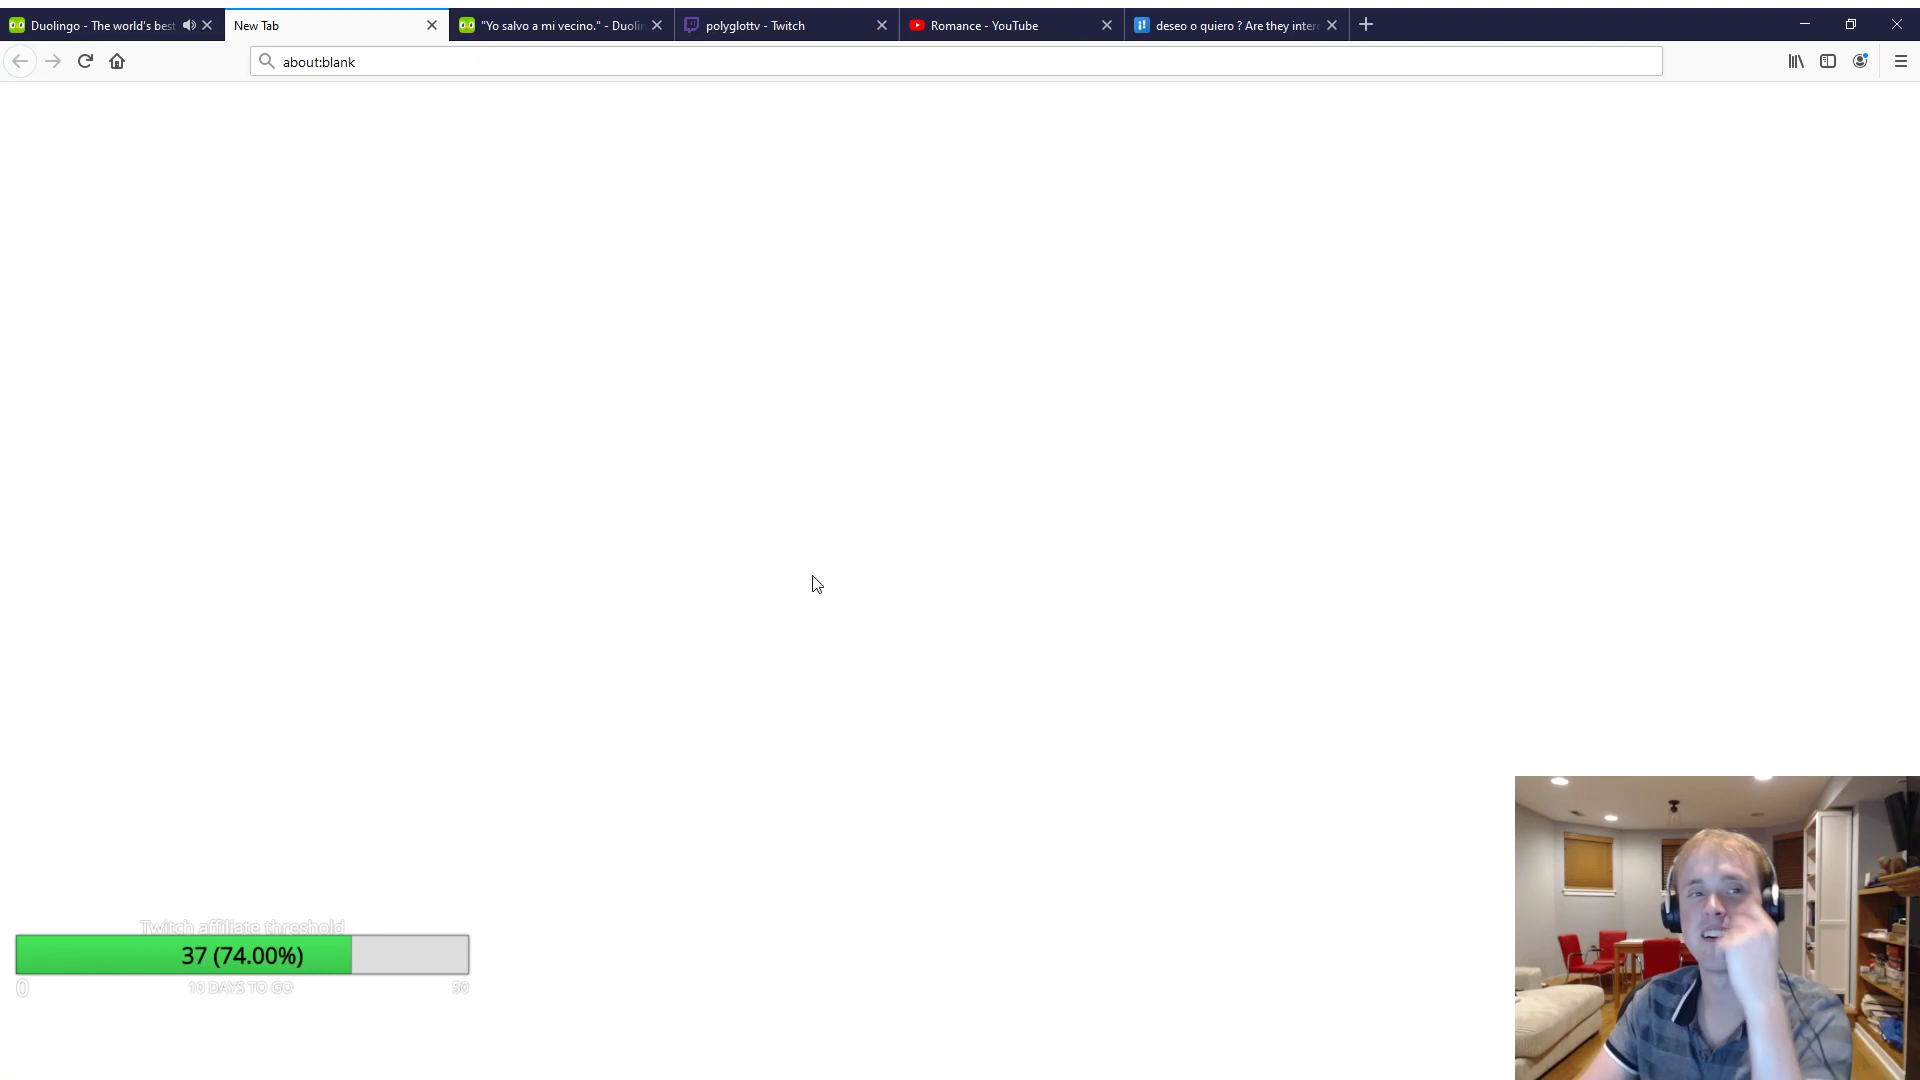 Duolingo - The world's best
New Tab
"Yo salvo a mi vecino." - Duolin
polyglottv - Twitch
Romance - YouTube
deseo o quiero ? Are they inter
about:blank
Twitch affiliate threshold
37 (74.00%)
0
10 DAYS TO GO
50